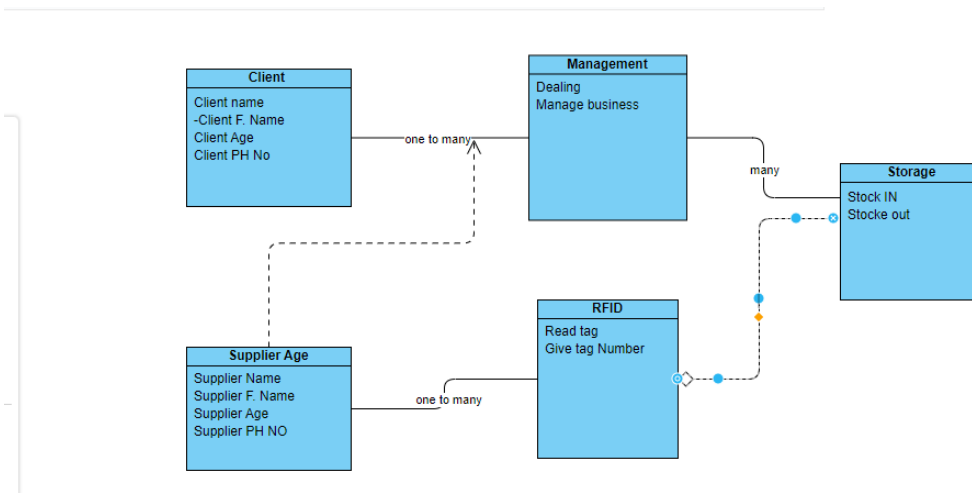 Client
Client name
-Client F. Name
Client Age
Client PH No
one to many
Management
Dealing
Manage business
many
Storage
Stock IN
Stocke out
Supplier Age
Supplier Name
Supplier F. Name
Supplier Age
Supplier PH NO
one to many
RFID
Read tag
Give tag Number